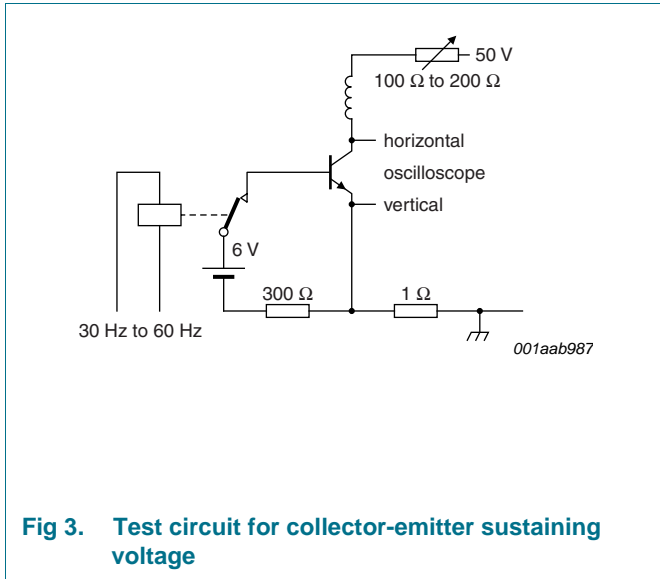 50 V
100 Ω to 200 Ω
horizontal
oscilloscope
vertical
6 V
300 Ω
1 Ω
30 Hz to 60 Hz
001aab987
Fig 3. Test circuit for collector-emitter sustaining
voltage